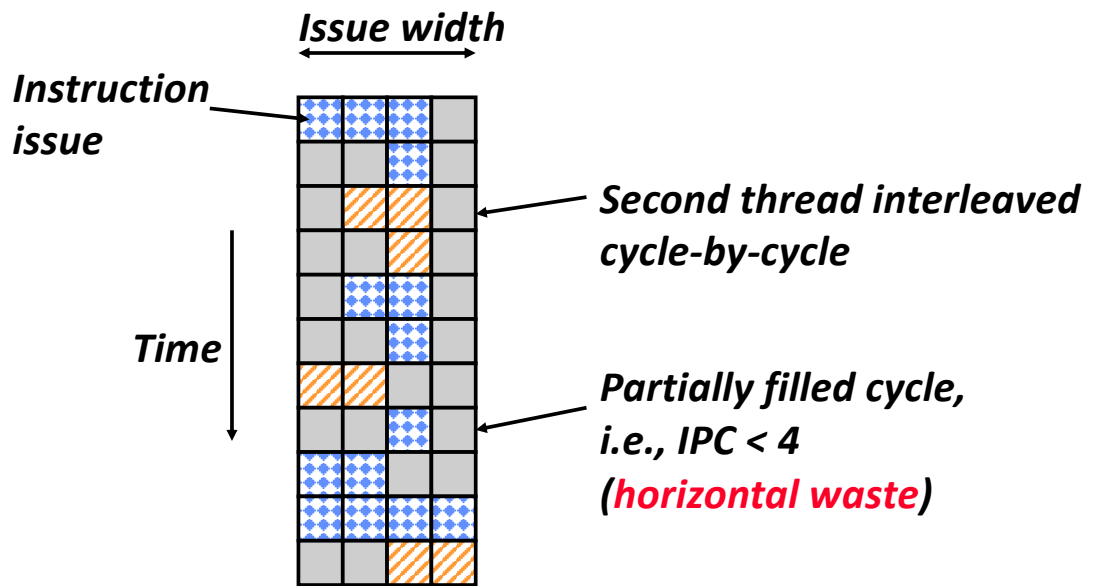 Issue width
Instruction
issue
Second thread interleaved
cycle-by-cycle
Time
Partially filled cycle,
i.e., IPC < 4
(horizontal waste)